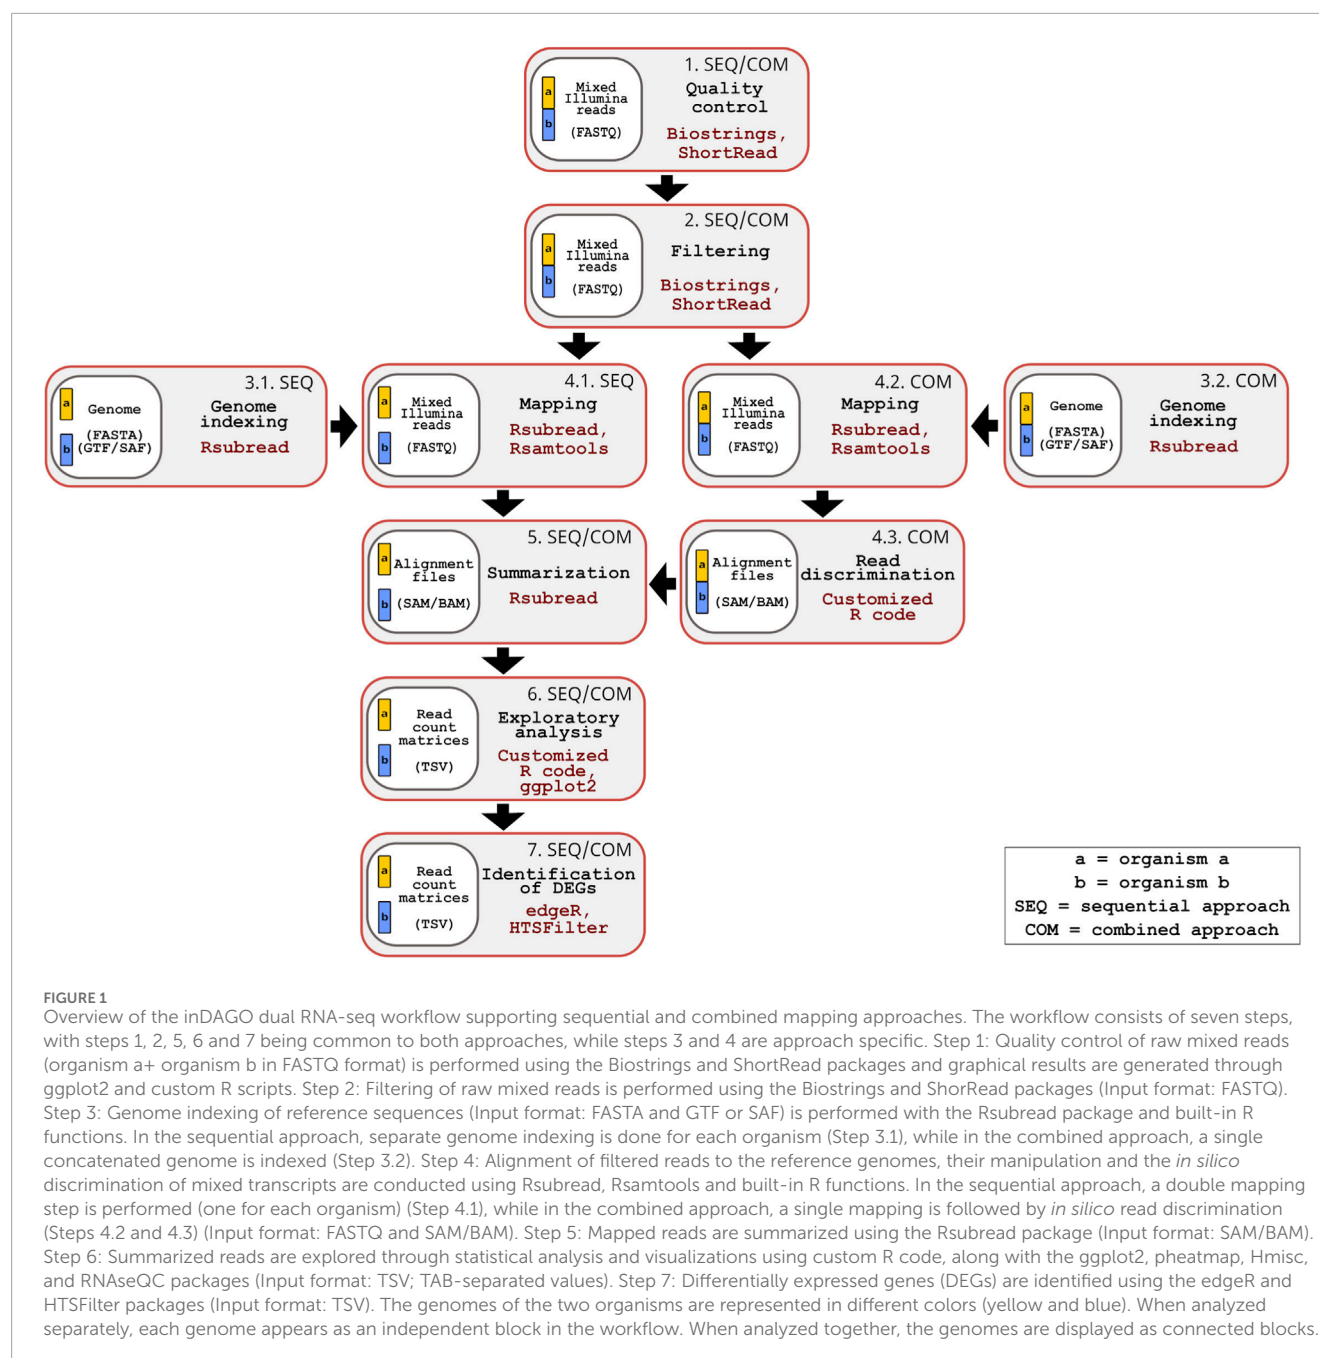 1. SEQ/COM
a
b
Mixed
Illumina
reads
(FASTQ)
Quality
control
Biostrings,
ShortRead
2. SEQ/COM
a
b
Mixed
Illumina
reads
(FASTQ)
Filtering
Biostrings,
ShortRead
3.1. SEQ
a
b
Genome
(FASTA)
(GTF/SAF)
Genome
indexing
Rsubread
4.1. SEQ
a
b
Mixed
Illumina
reads
(FASTQ)
Mapping
Rsubread,
Rsamtools
4.2. COM
a
b
Mixed
Illumina
reads
(FASTQ)
Mapping
Rsubread,
Rsamtools
3.2. COM
a
b
Genome
(FASTA)
(GTF/SAF)
Genome
indexing
Rsubread
5. SEQ/COM
a
b
Alignment
files
(SAM/BAM)
Summarization
Rsubread
4.3. COM
a
b
Alignment
files
(SAM/BAM)
Read
discrimination
Customized
R code
6. SEQ/COM
a
b
Read
count
matrices
(TSV)
Exploratory
analysis
Customized
R code,
ggplot2
7. SEQ/COM
a
b
Read
count
matrices
(TSV)
Identification
of DEGs
edgeR,
HTSFilter
a = organism a
b = organism b
SEQ = sequential approach
COM = combined approach
FIGURE 1
Overview of the inDAGO dual RNA-seq workflow supporting sequential and combined mapping approaches. The workflow consists of seven steps,
with steps 1, 2, 5, 6 and 7 being common to both approaches, while steps 3 and 4 are approach specific. Step 1: Quality control of raw mixed reads
(organism a+ organism b in FASTQ format) is performed using the Biostrings and ShortRead packages and graphical results are generated through
ggplot2 and custom R scripts. Step 2: Filtering of raw mixed reads is performed using the Biostrings and ShorRead packages (Input format: FASTQ).
Step 3: Genome indexing of reference sequences (Input format: FASTA and GTF or SAF) is performed with the Rsubread package and built-in R
functions. In the sequential approach, separate genome indexing is done for each organism (Step 3.1), while in the combined approach, a single
concatenated genome is indexed (Step 3.2). Step 4: Alignment of filtered reads to the reference genomes, their manipulation and the in silico
discrimination of mixed transcripts are conducted using Rsubread, Rsamtools and built-in R functions. In the sequential approach, a double mapping
step is performed (one for each organism) (Step 4.1), while in the combined approach, a single mapping is followed by in silico read discrimination
(Steps 4.2 and 4.3) (Input format: FASTQ and SAM/BAM). Step 5: Mapped reads are summarized using the Rsubread package (Input format: SAM/BAM).
Step 6: Summarized reads are explored through statistical analysis and visualizations using custom R code, along with the ggplot2, pheatmap, Hmisc,
and RNAseQC packages (Input format: TSV; TAB-separated values). Step 7: Differentially expressed genes (DEGs) are identified using the edgeR and
HTSFilter packages (Input format: TSV). The genomes of the two organisms are represented in different colors (yellow and blue). When analyzed
separately, each genome appears as an independent block in the workflow. When analyzed together, the genomes are displayed as connected blocks.